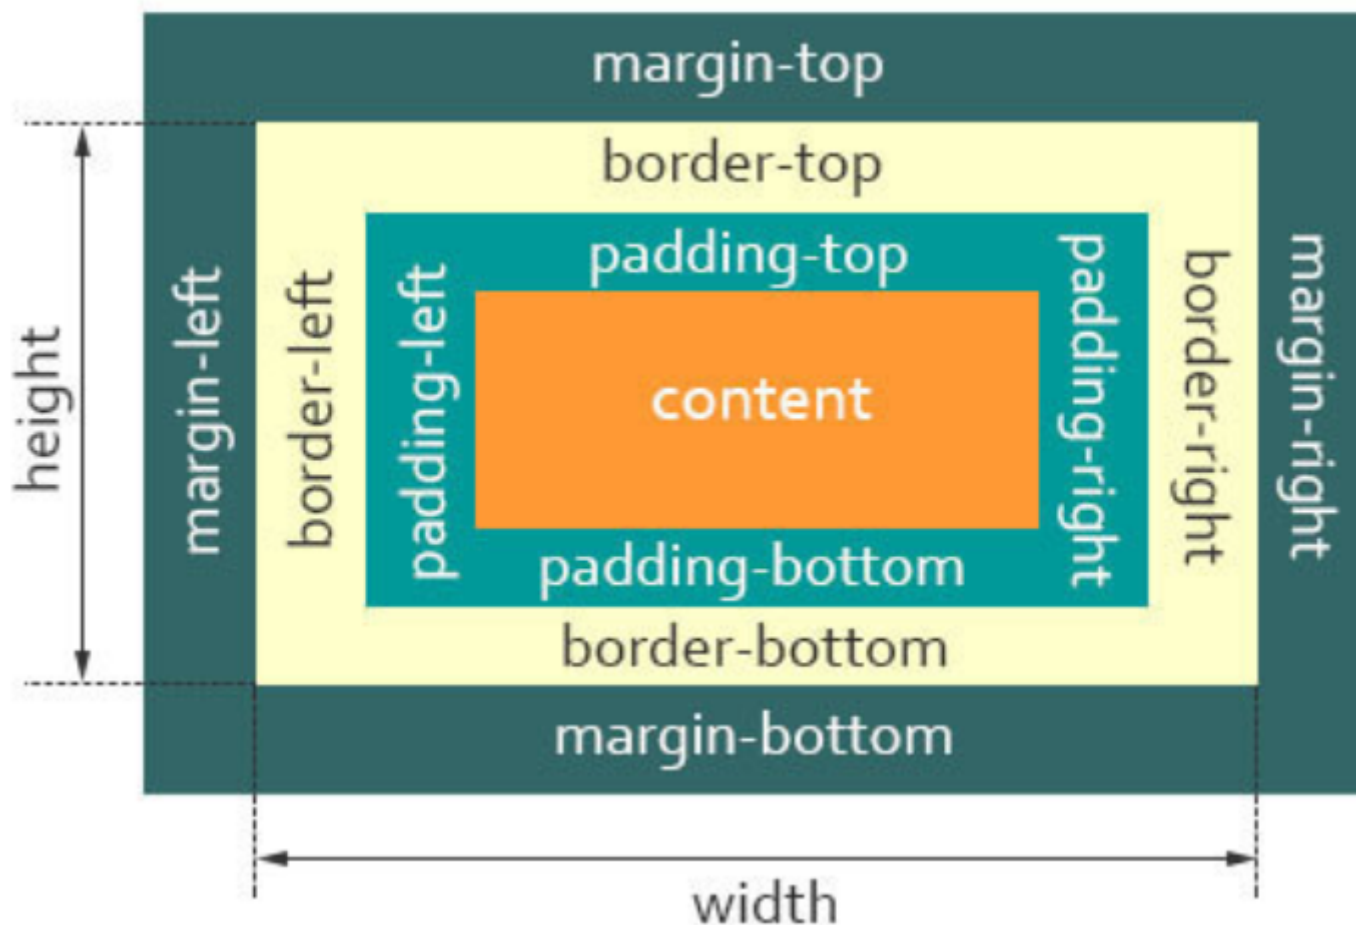 margin-top
border-top
padding-top
height
margin-left
border-left
padding-left
content
padding-right
border-right
margin-right
padding-bottom
border-bottom
margin-bottom
width